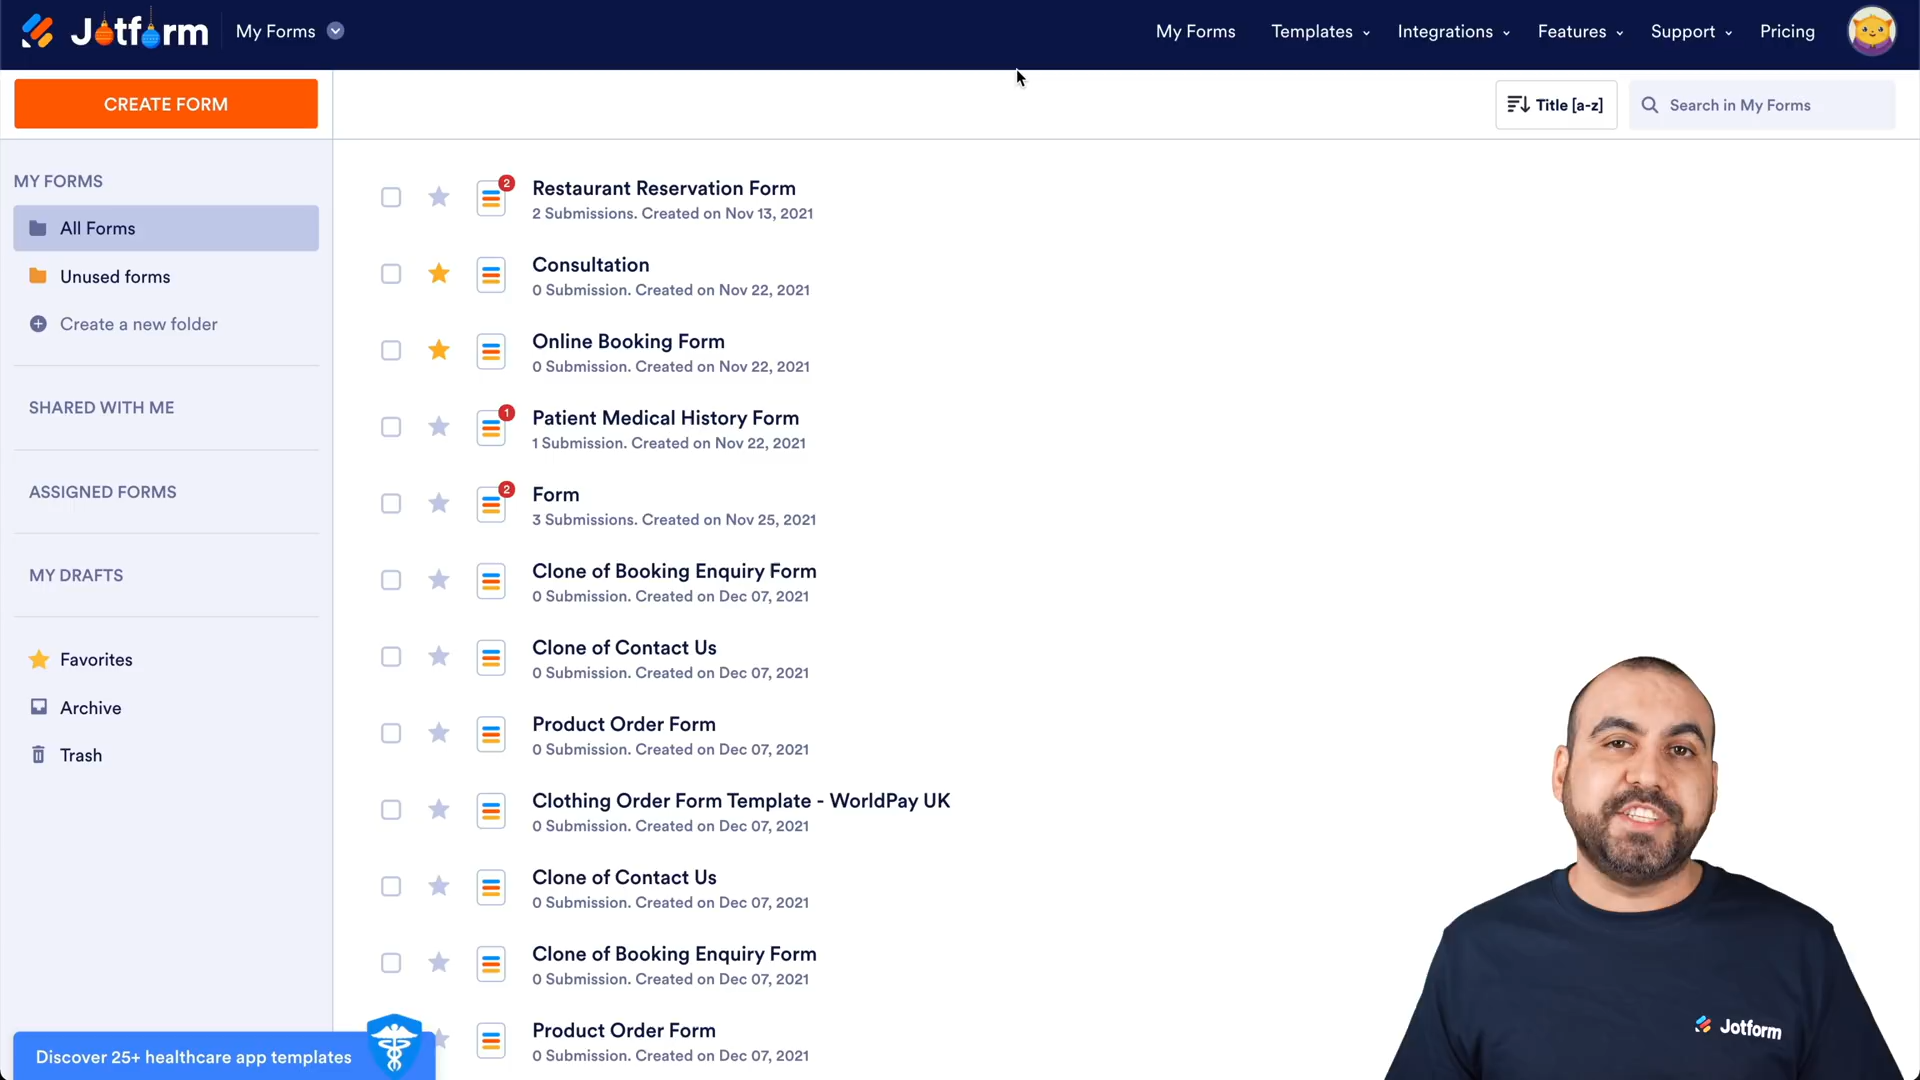 Jotform
My Forms
My Forms
Templates
Integrations
Features
Support
Pricing
CREATE FORM
Title [a-z]
Search in My Forms
MY FORMS
All Forms
Unused forms
Create a new folder
SHARED WITH ME
ASSIGNED FORMS
MY DRAFTS
Favorites
Archive
Trash
Discover 25+ healthcare app templates
2
Restaurant Reservation Form
2 Submissions. Created on Nov 13, 2021
Consultation
0 Submission. Created on Nov 22, 2021
Online Booking Form
0 Submission. Created on Nov 22, 2021
1
Patient Medical History Form
1 Submission. Created on Nov 22, 2021
2
Form
3 Submissions. Created on Nov 25, 2021
Clone of Booking Enquiry Form
0 Submission. Created on Dec 07, 2021
Clone of Contact Us
0 Submission. Created on Dec 07, 2021
Product Order Form
0 Submission. Created on Dec 07, 2021
Clothing Order Form Template - WorldPay UK
0 Submission. Created on Dec 07, 2021
Clone of Contact Us
0 Submission. Created on Dec 07, 2021
Clone of Booking Enquiry Form
0 Submission. Created on Dec 07, 2021
Product Order Form
0 Submission. Created on Dec 07, 2021
Jotform